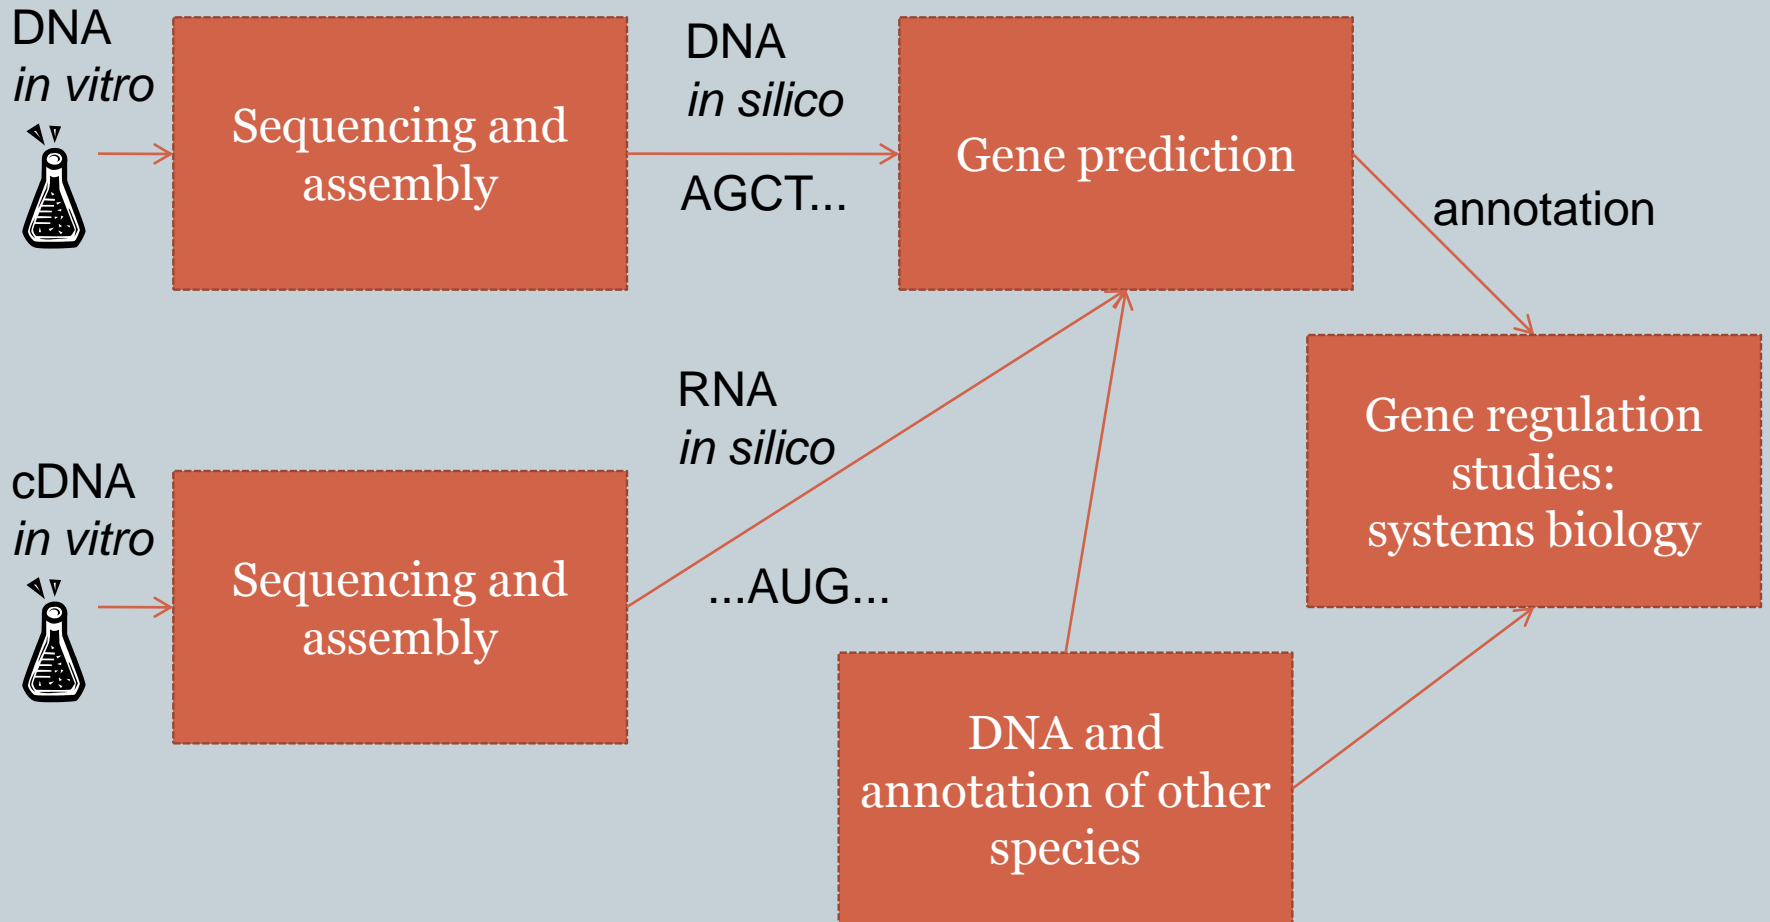 DNA
in vitro
Sequencing and
assembly
DNA
in silico
AGCT...
Gene prediction
annotation
cDNA
in vitro
Sequencing and
assembly
RNA
in silico
...AUG...
Gene regulation
studies:
systems biology
DNA and
annotation of other
species